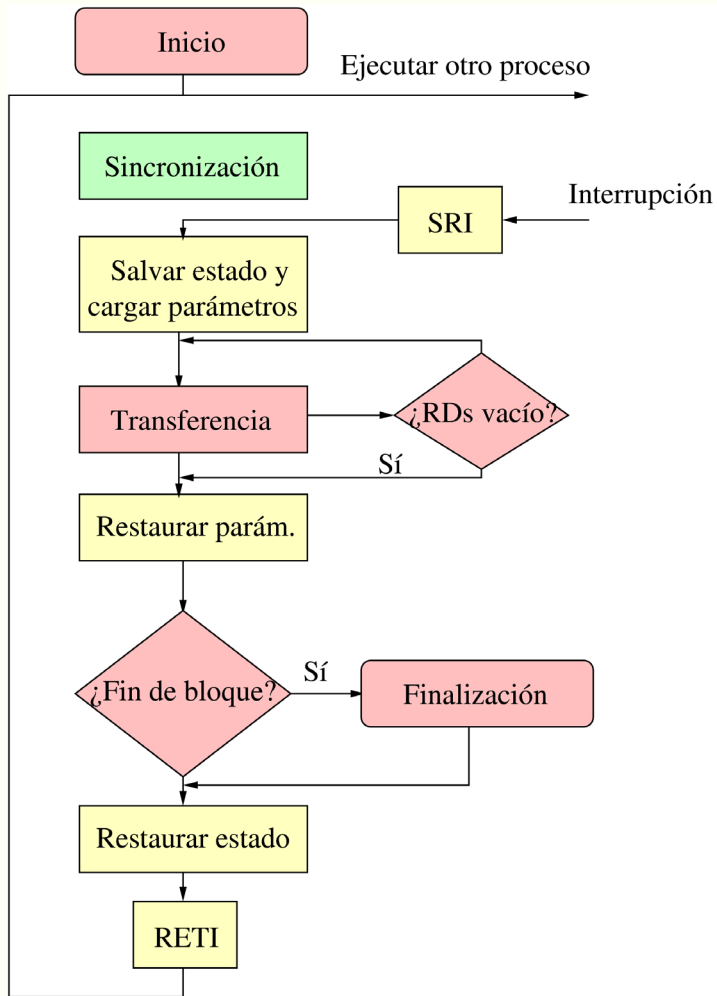 Inicio
Ejecutar otro proceso
Sincronización
Interrupción
SRI
Salvar estado y
cargar parámetros
Transferencia
¿RDs vacío?
Sí
Restaurar parám.
¿Fin de bloque?
Sí
Finalización
Restaurar estado
RETI